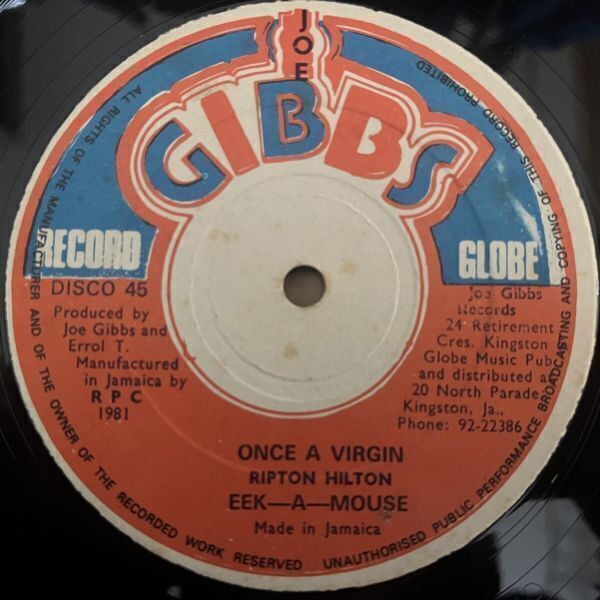 JOE
GIBBS
RECORD
GLOBE
DISCO 45
Produced by
Joe Gibbs and
Errol T.
Manufactured
in Jamaica by
R P C
1981
Joe Gibbs
Records
24 Retirement
Cres. Kingston
Globe Music Pub
and distributed a
20 North Parade
Kingston, Ja.,
Phone: 92-22386
ONCE A VIRGIN
RIPTON HILTON
EEK—A—MOUSE
Made in Jamaica
ALL RIGHTS OF THE MANUFACTURER AND OF THE OWNER OF THE RECORDED WORK RESERVED UNAUTHORISED PUBLIC PERFORMANCE BROADCASTING AND COPYING OF THIS RECORD PROHIBITED